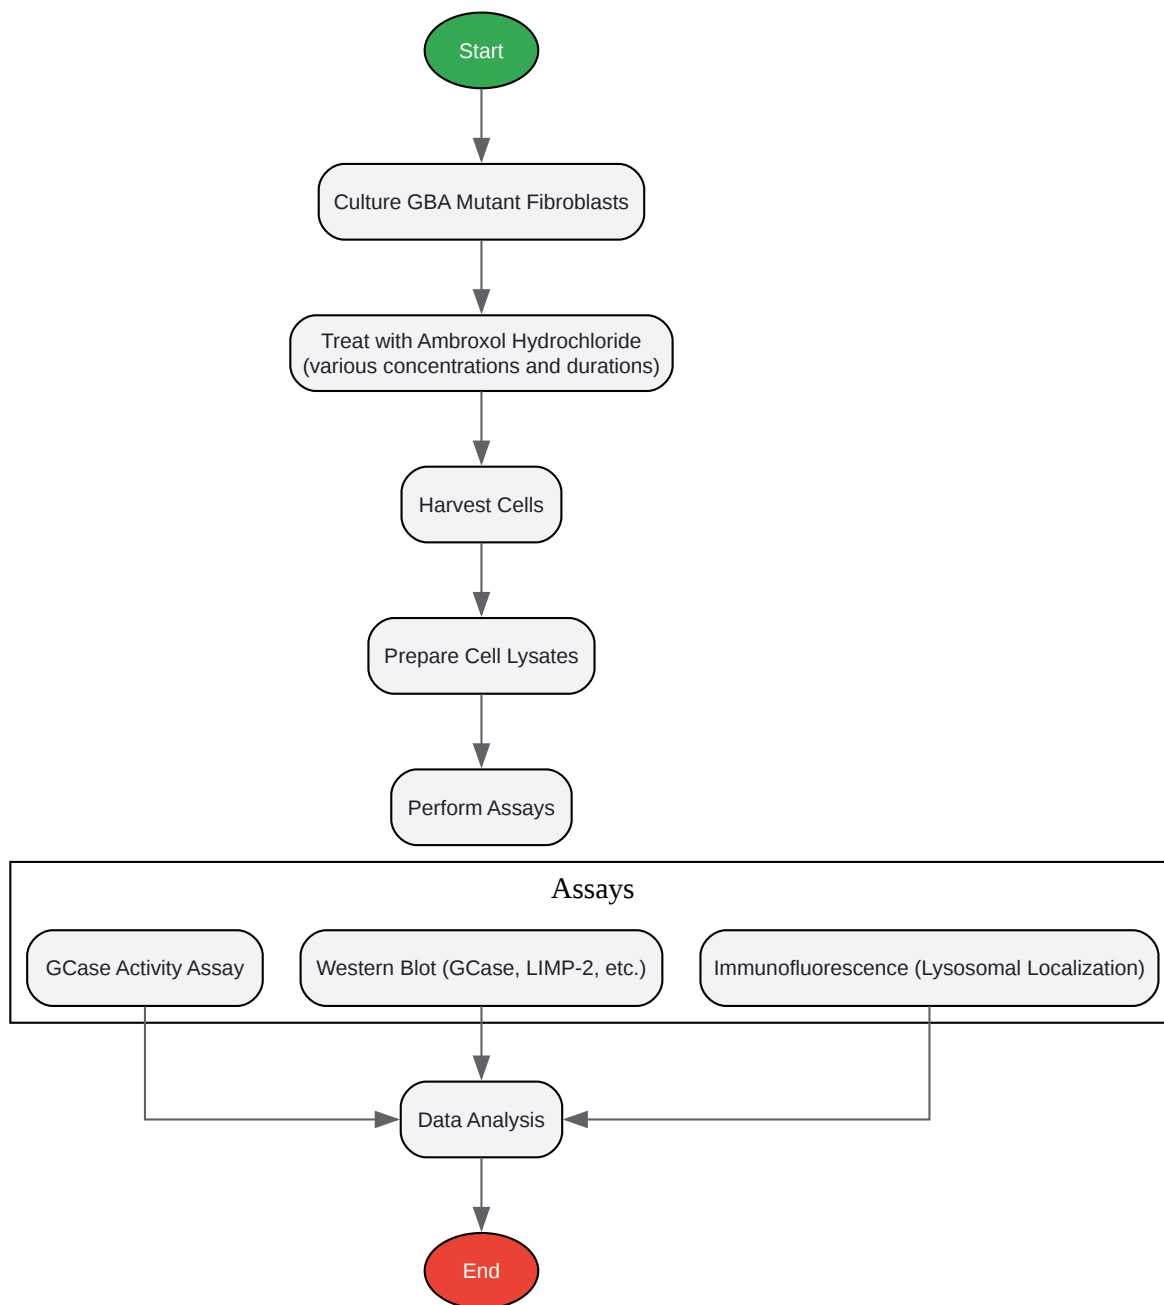 Start
Culture GBA Mutant Fibroblasts
Treat with Ambroxol Hydrochloride
(various concentrations and durations)
Harvest Cells
Prepare Cell Lysates
Perform Assays
Assays
GCase Activity Assay
Western Blot (GCase, LIMP-2, etc.)
Immunofluorescence (Lysosomal Localization)
Data Analysis
End